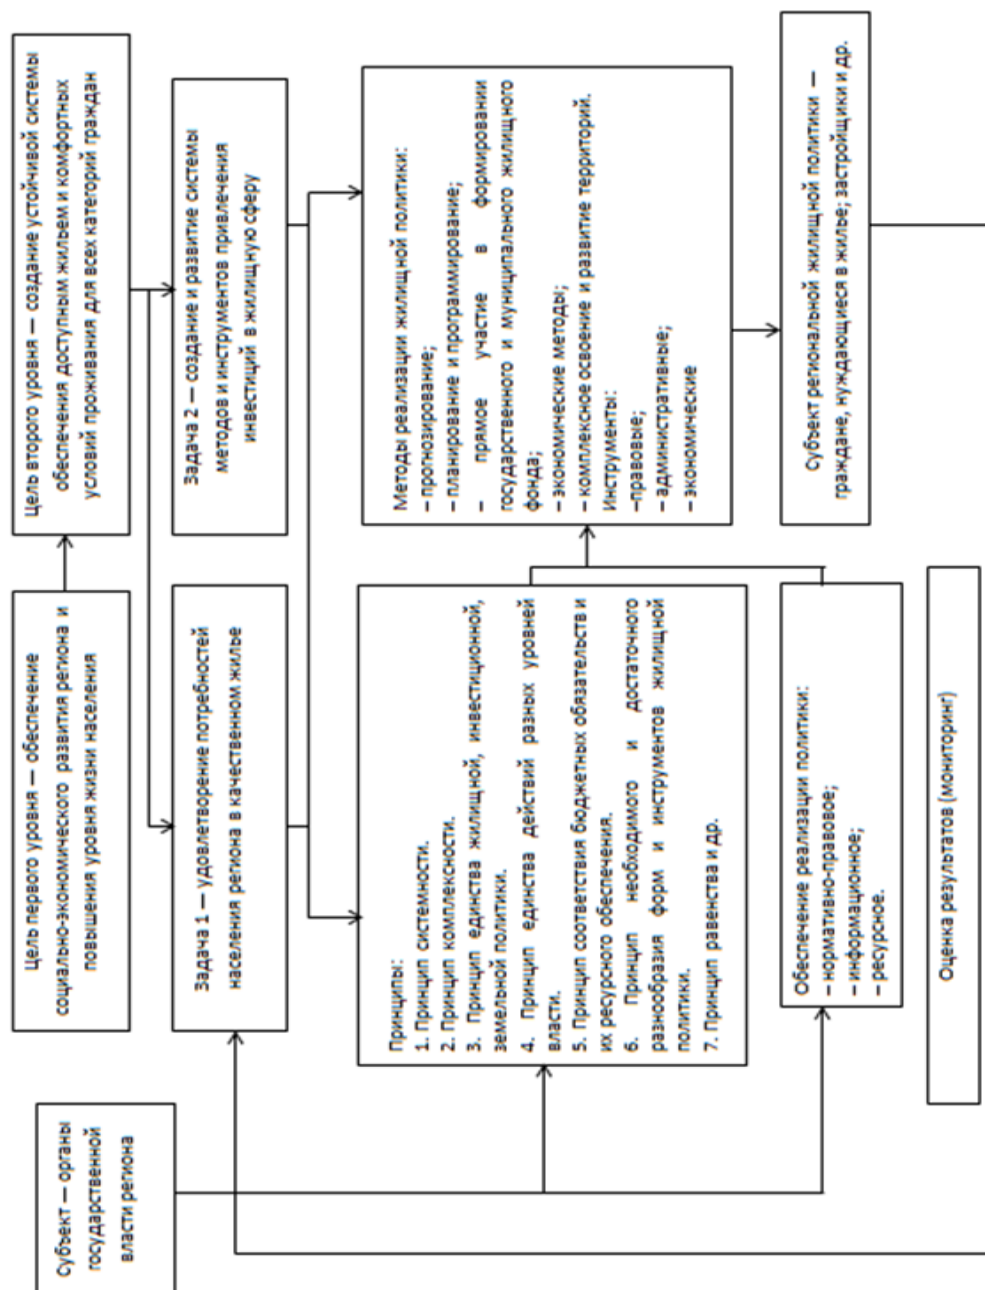 Субъект — органы
государственной
власти региона
Цель первого уровня — обеспечение
социально-экономического развития региона и
повышения уровня жизни населения
Цель второго уровня — создание устойчивой системы
обеспечения доступным жильем и комфортных
условий проживания для всех категорий граждан
Задача 1 — удовлетворение потребностей
населения региона в качественном жилье
Задача 2 — создание и развитие системы
методов и инструментов привлечения
инвестиций в жилищную сферу
Принципы:
1. Принцип системности.
2. Принцип комплексности.
3. Принцип единства жилищной, инвестиционной,
земельной политики.
4. Принцип единства действий разных уровней
власти.
5. Принцип соответствия бюджетных обязательств и
их ресурсного обеспечения.
6. Принцип необходимого и достаточного
разнообразия форм и инструментов жилищной
политики.
7. Принцип равенства и др.
Методы реализации жилищной политики:
– прогнозирование;
– планирование и программирование;
– прямое участие в формировании
государственного и муниципального жилищного
фонда;
– экономические методы;
– комплексное освоение и развитие территорий.
Инструменты:
–правовые;
– административные;
– экономические
Обеспечение реализации политики:
– нормативно-правовое;
– информационное;
– ресурсное.
Субъект региональной жилищной политики —
граждане, нуждающиеся в жилье; застройщики и др.
Оценка результатов (мониторинг)